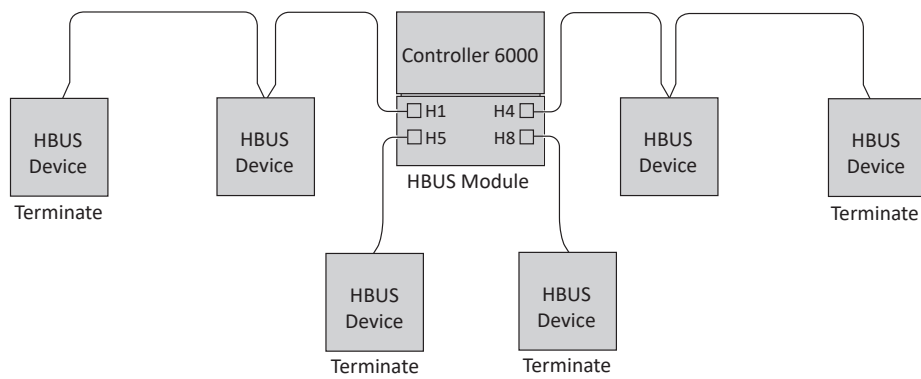 Controller 6000
H1 H4
H5 H8
HBUS Module
HBUS
Device
Terminate
HBUS
Device
HBUS
Device
HBUS
Device
Terminate
HBUS
Device
Terminate
HBUS
Device
Terminate